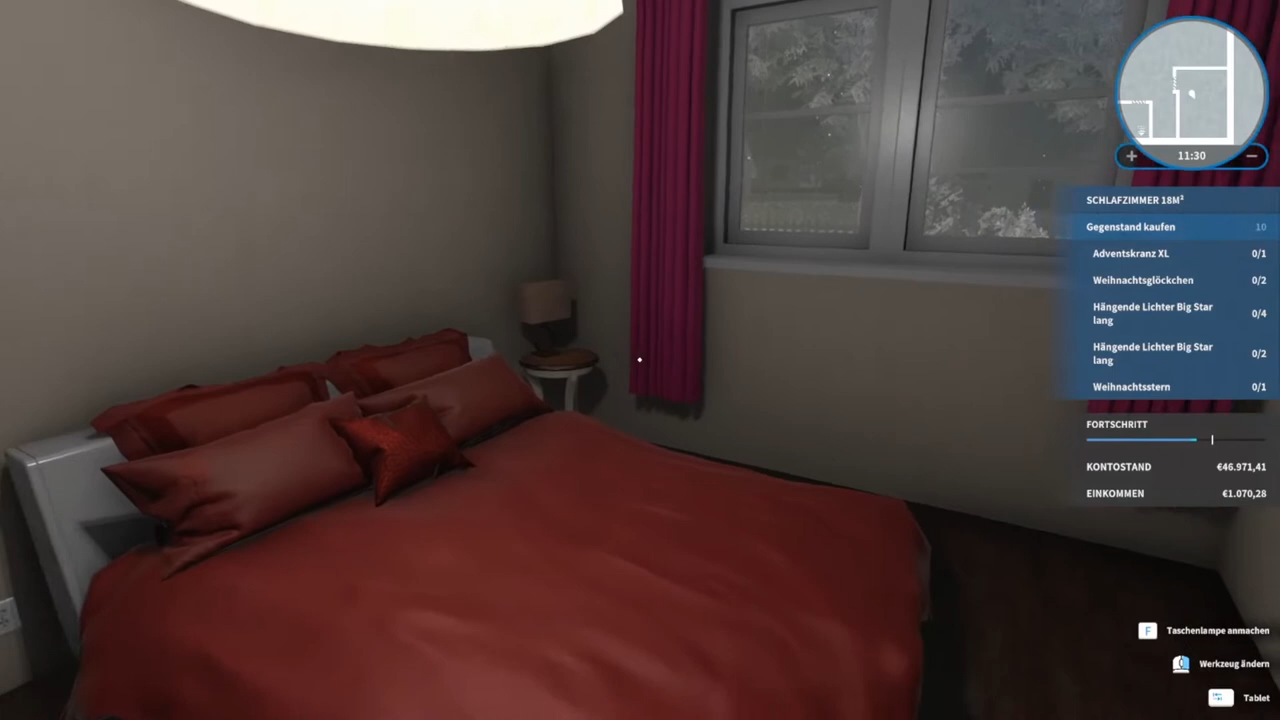 11:30
SCHLAFZIMMER 18M²
Gegenstand kaufen 10
Adventskranz XL 0/1
Weihnachtsglöckchen 0/2
Hängende Lichter Big Star
lang 0/4
Hängende Lichter Big Star
lang 0/2
Weihnachtsstern 0/1
FORTSCHRITT
KONTOSTAND €46.971,41
EINKOMMEN €1.070,28
F Taschenlampe anmachen
Werkzeug ändern
Tablet